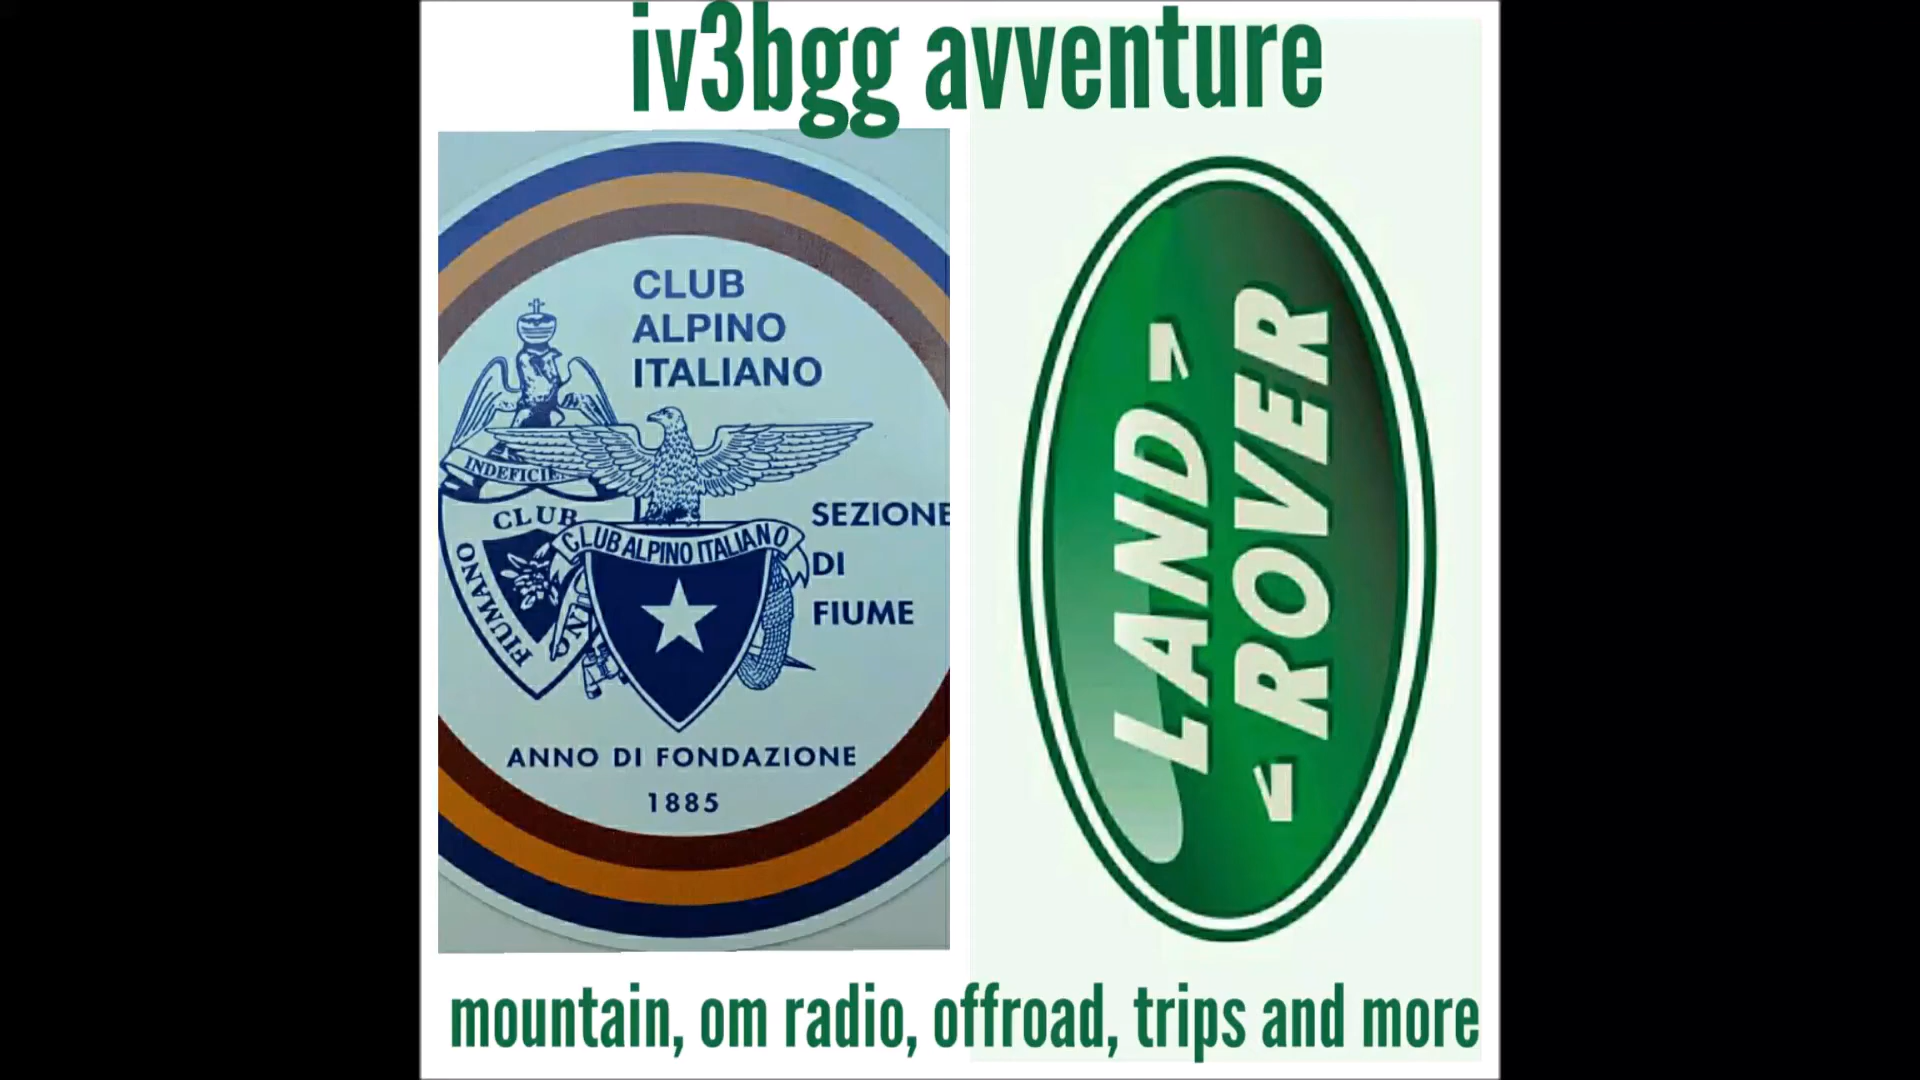 iv3bgg avventure
CLUB
ALPINO
ITALIANO
INDEFICIE
CLUB
FIUMANO
CLUB ALPINO ITALIANO
SEZIONE
DI
FIUME
ANNO DI FONDAZIONE
1885
LAND
ROVER
mountain, om radio, offroad, trips and more